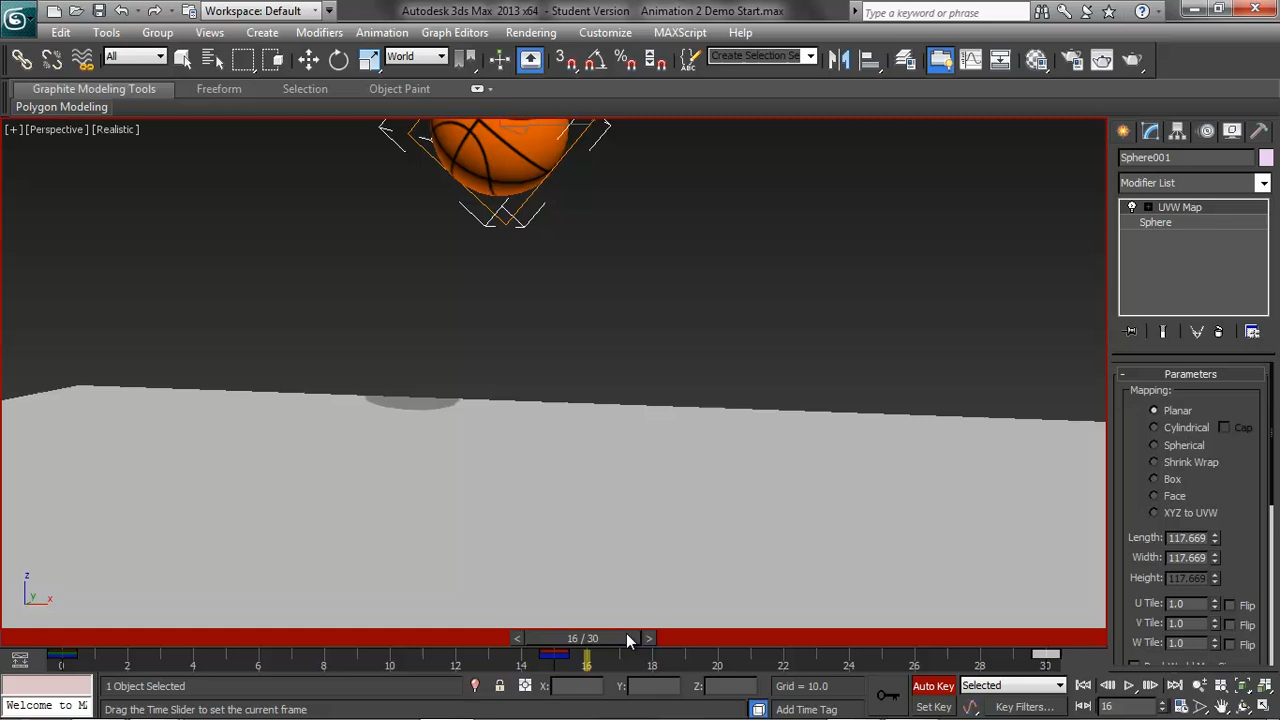 Workspace: Default
Autodesk 3ds Max 2013 x64 - Student Version Animation 2 Demo Start.max
Type a keyword or phrase
Edit Tools Group Views Create Modifiers Animation Graph Editors Rendering Customize MAXScript Help
All World Create Selection Se
Graphite Modeling Tools Freeform Selection Object Paint
Polygon Modeling
[+] [Perspective] [Realistic]
Sphere001
Modifier List
UVW Map
Sphere
Parameters
Mapping:
Planar
Cylindrical Cap
Spherical
Shrink Wrap
Box
Face
XYZ to UVW
Length: 117.669
Width: 117.669
Height: 117.669
U Tile: 1.0 Flip
V Tile: 1.0 Flip
W Tile: 1.0 Flip
z
y x
< 16 / 30 >
0 2 4 6 8 10 12 14 16 18 20 22 24 26 28 30
1 Object Selected X: Y: Z: Grid = 10.0 Auto Key Selected
Welcome to M Drag the Time Slider to set the current frame Add Time Tag Set Key Key Filters... 16